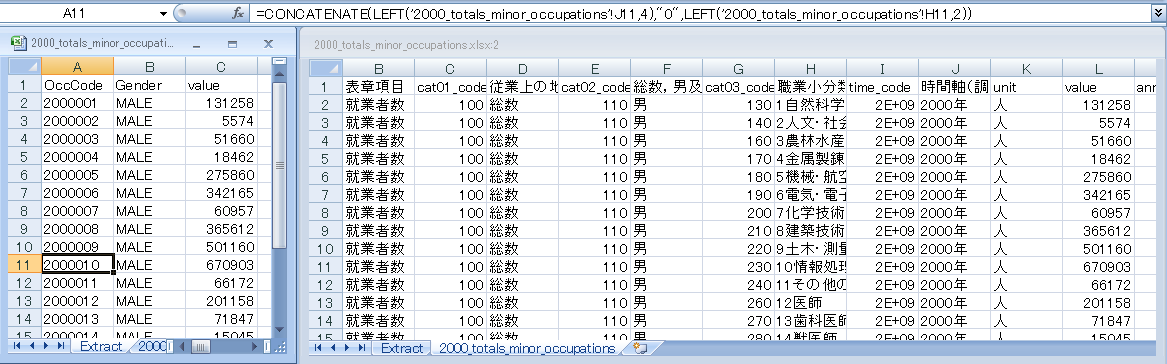 A11 fx =CONCATENATE(LEFT('2000_totals_minor_occupations'!J11,4),"0",LEFT('2000_totals_minor_occupations'!H11,2))
2000_totals_minor_occupati...
A B C
1 OccCode Gender value
2 2000001 MALE 131258
3 2000002 MALE 5574
4 2000003 MALE 51660
5 2000004 MALE 18462
6 2000005 MALE 275860
7 2000006 MALE 342165
8 2000007 MALE 60957
9 2000008 MALE 365612
10 2000009 MALE 501160
11 2000010 MALE 670903
12 2000011 MALE 66172
13 2000012 MALE 201158
14 2000013 MALE 71847
15 2000014 MALE 15045
Extract 2000
2000_totals_minor_occupations.xlsx:2
B C D E F G H I J K L
1 表章項目 cat01_code 従業上の地 cat02_code 総数, 男及 cat03_code 職業小分類 time_code 時間軸(調 unit value ann
2 就業者数 100 総数 110 男 130 1自然科学 2E+09 2000年 人 131258
3 就業者数 100 総数 110 男 140 2人文・社会 2E+09 2000年 人 5574
4 就業者数 100 総数 110 男 160 3農林水産 2E+09 2000年 人 51660
5 就業者数 100 総数 110 男 170 4金属製錬 2E+09 2000年 人 18462
6 就業者数 100 総数 110 男 180 5機械・航空 2E+09 2000年 人 275860
7 就業者数 100 総数 110 男 190 6電気・電子 2E+09 2000年 人 342165
8 就業者数 100 総数 110 男 200 7化学技術 2E+09 2000年 人 60957
9 就業者数 100 総数 110 男 210 8建築技術 2E+09 2000年 人 365612
10 就業者数 100 総数 110 男 220 9土木・測量 2E+09 2000年 人 501160
11 就業者数 100 総数 110 男 230 10情報処理 2E+09 2000年 人 670903
12 就業者数 100 総数 110 男 240 11その他の 2E+09 2000年 人 66172
13 就業者数 100 総数 110 男 260 12医師 2E+09 2000年 人 201158
14 就業者数 100 総数 110 男 270 13歯科医師 2E+09 2000年 人 71847
15 就業者数 100 総数 110 男 280 14獣医師 2E+09 2000年 人 15045
Extract 2000_totals_minor_occupations